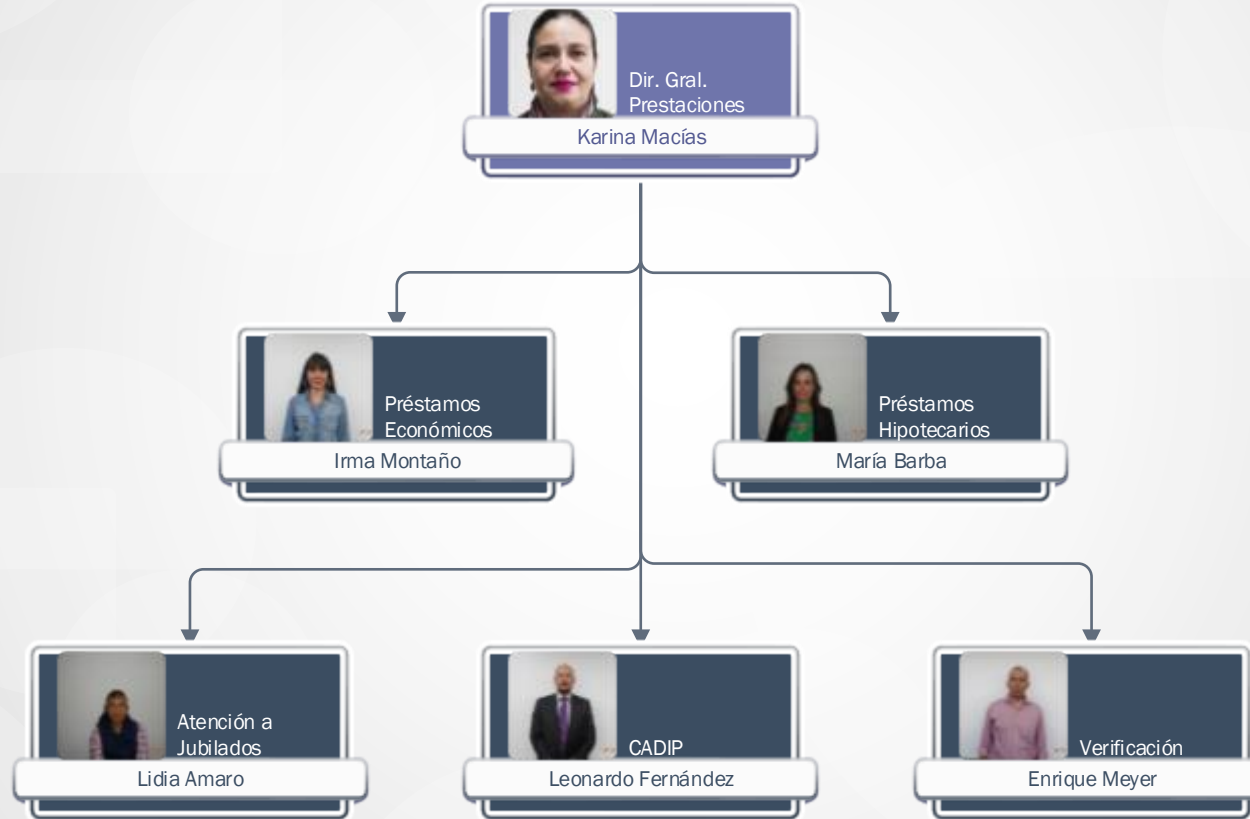 Dir. Gral.
Prestaciones
Karina Macías
Préstamos
Económicos
Irma Montaño
Préstamos
Hipotecarios
María Barba
Atención a
Jubilados
Lidia Amaro
CADIP
Leonardo Fernández
Verificación
Enrique Meyer